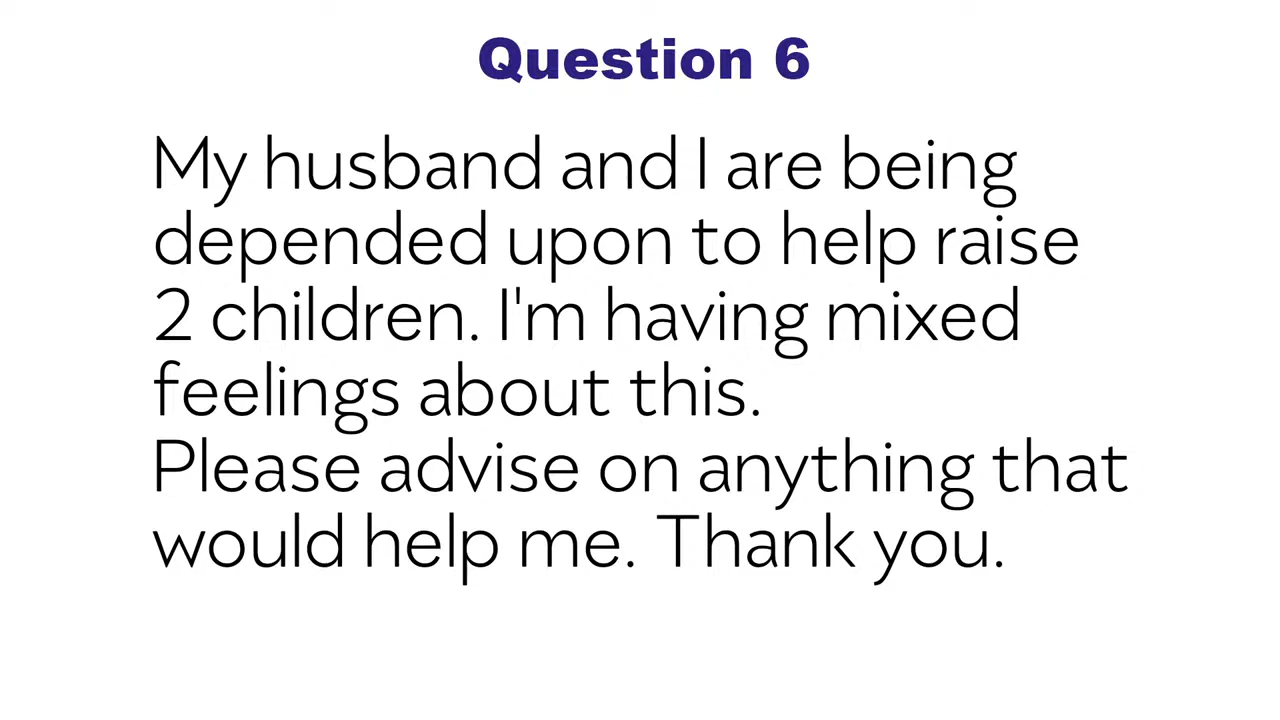 Question 6
My husband and I are being
depended upon to help raise
2 children. I'm having mixed
feelings about this.
Please advise on anything that
would help me. Thank you.